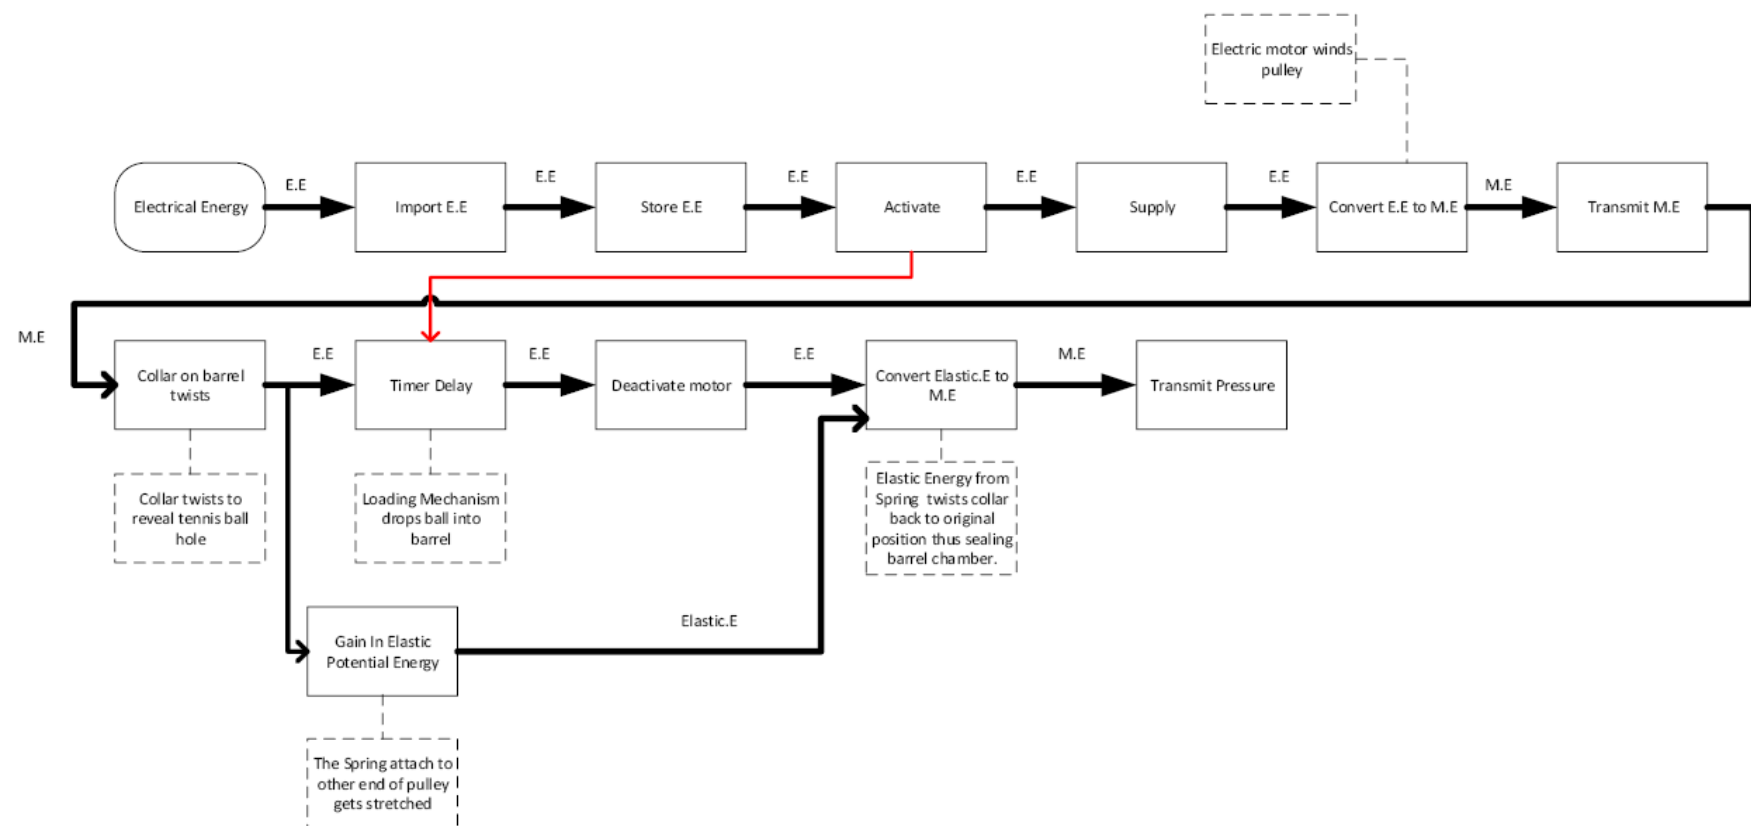 Electric motor winds
pulley
Electrical Energy
E.E
Import E.E
E.E
Store E.E
E.E
Activate
E.E
Supply
E.E
Convert E.E to M.E
M.E
Transmit M.E
M.E
Collar on barrel
twists
E.E
Timer Delay
E.E
Deactivate motor
E.E
Convert Elastic.E to
M.E
M.E
Transmit Pressure
Collar twists to
reveal tennis ball
hole
Loading Mechanism
drops ball into
barrel
Elastic Energy from
Spring twists collar
back to original
position thus sealing
barrel chamber.
Gain In Elastic
Potential Energy
Elastic.E
The Spring attach to
other end of pulley
gets stretched